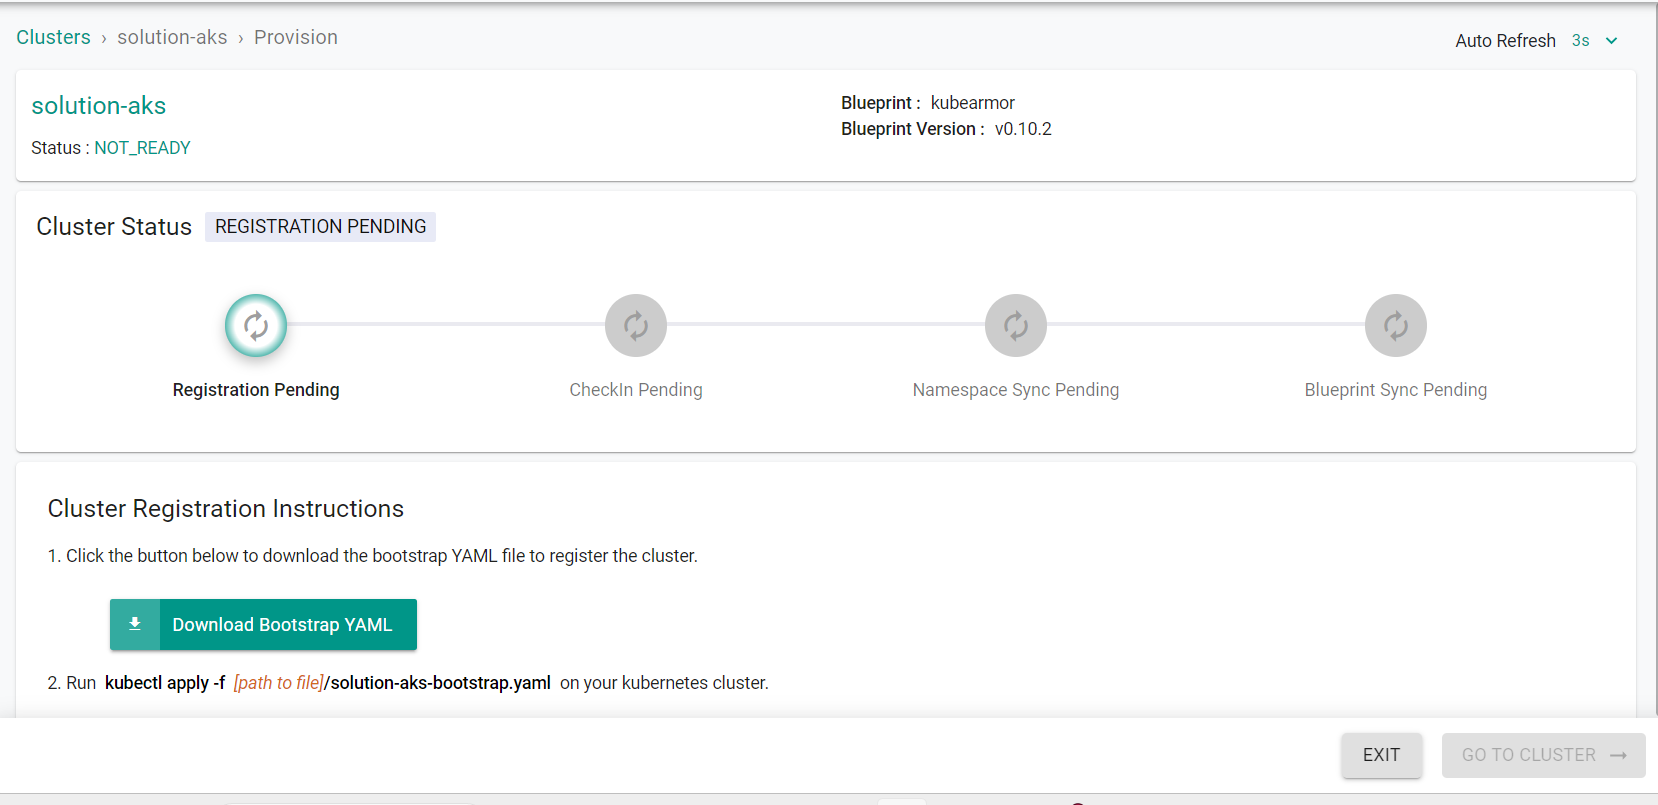 Clusters › solution-aks › Provision
Auto Refresh 3s
solution-aks
Status : NOT_READY
Blueprint : kubearmor
Blueprint Version : v0.10.2
Cluster Status REGISTRATION PENDING
Registration Pending
CheckIn Pending
Namespace Sync Pending
Blueprint Sync Pending
Cluster Registration Instructions
1. Click the button below to download the bootstrap YAML file to register the cluster.
Download Bootstrap YAML
2. Run kubectl apply -f [path to file]/solution-aks-bootstrap.yaml on your kubernetes cluster.
EXIT
GO TO CLUSTER →